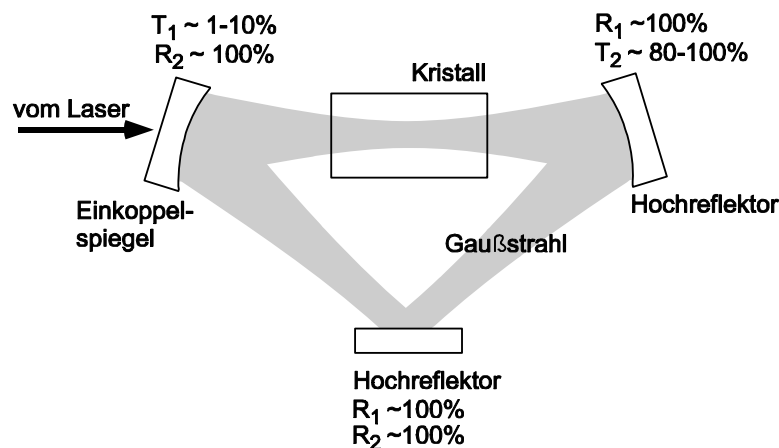 T₁ ~ 1-10%
R₂ ~ 100%
R₁ ~100%
T₂ ~ 80-100%
Kristall
vom Laser
Einkoppel-
spiegel
Hochreflektor
Gaußstrahl
Hochreflektor
R₁ ~100%
R₂ ~100%